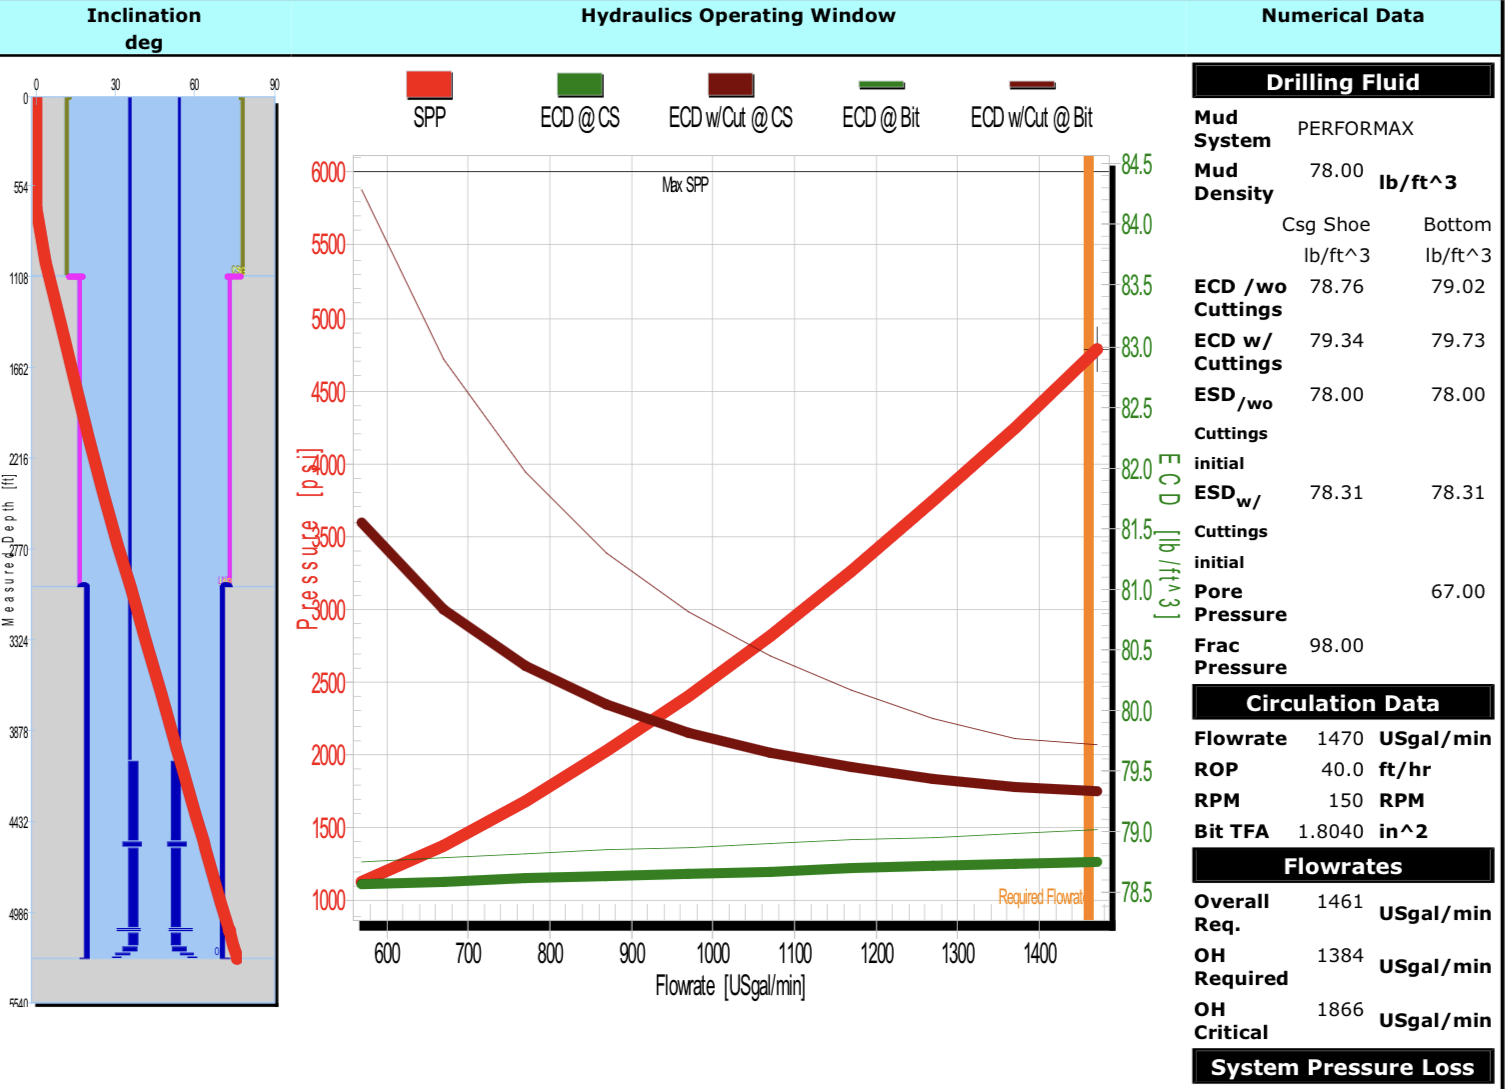 Inclination
deg
Hydraulics Operating Window
Numerical Data
0 30 60 90
0
554
1108
1662
2216
2770
3324
3878
4432
4986
5540
Measured Depth [ft]
0
SPP
ECD @ CS
ECD w/Cut @ CS
ECD @ Bit
ECD w/Cut @ Bit
Max SPP
6000
5500
5000
4500
4000
3500
3000
2500
2000
1500
1000
Pressure [psi]
84.5
84.0
83.5
83.0
82.5
82.0
81.5
81.0
80.5
80.0
79.5
79.0
78.5
ECD [lb/ft^3]
Required Flowrate
600 700 800 900 1000 1100 1200 1300 1400
Flowrate [USgal/min]
Drilling Fluid
Mud
System PERFORMAX
Mud
Density 78.00 lb/ft^3
Csg Shoe Bottom
lb/ft^3 lb/ft^3
ECD /wo 78.76 79.02
Cuttings
ECD w/ 79.34 79.73
Cuttings
ESD/wo 78.00 78.00
Cuttings
initial
ESDw/ 78.31 78.31
Cuttings
initial
Pore 67.00
Pressure
Frac 98.00
Pressure
Circulation Data
Flowrate 1470 USgal/min
ROP 40.0 ft/hr
RPM 150 RPM
Bit TFA 1.8040 in^2
Flowrates
Overall 1461
Req. USgal/min
OH 1384
Required USgal/min
OH 1866
Critical USgal/min
System Pressure Loss